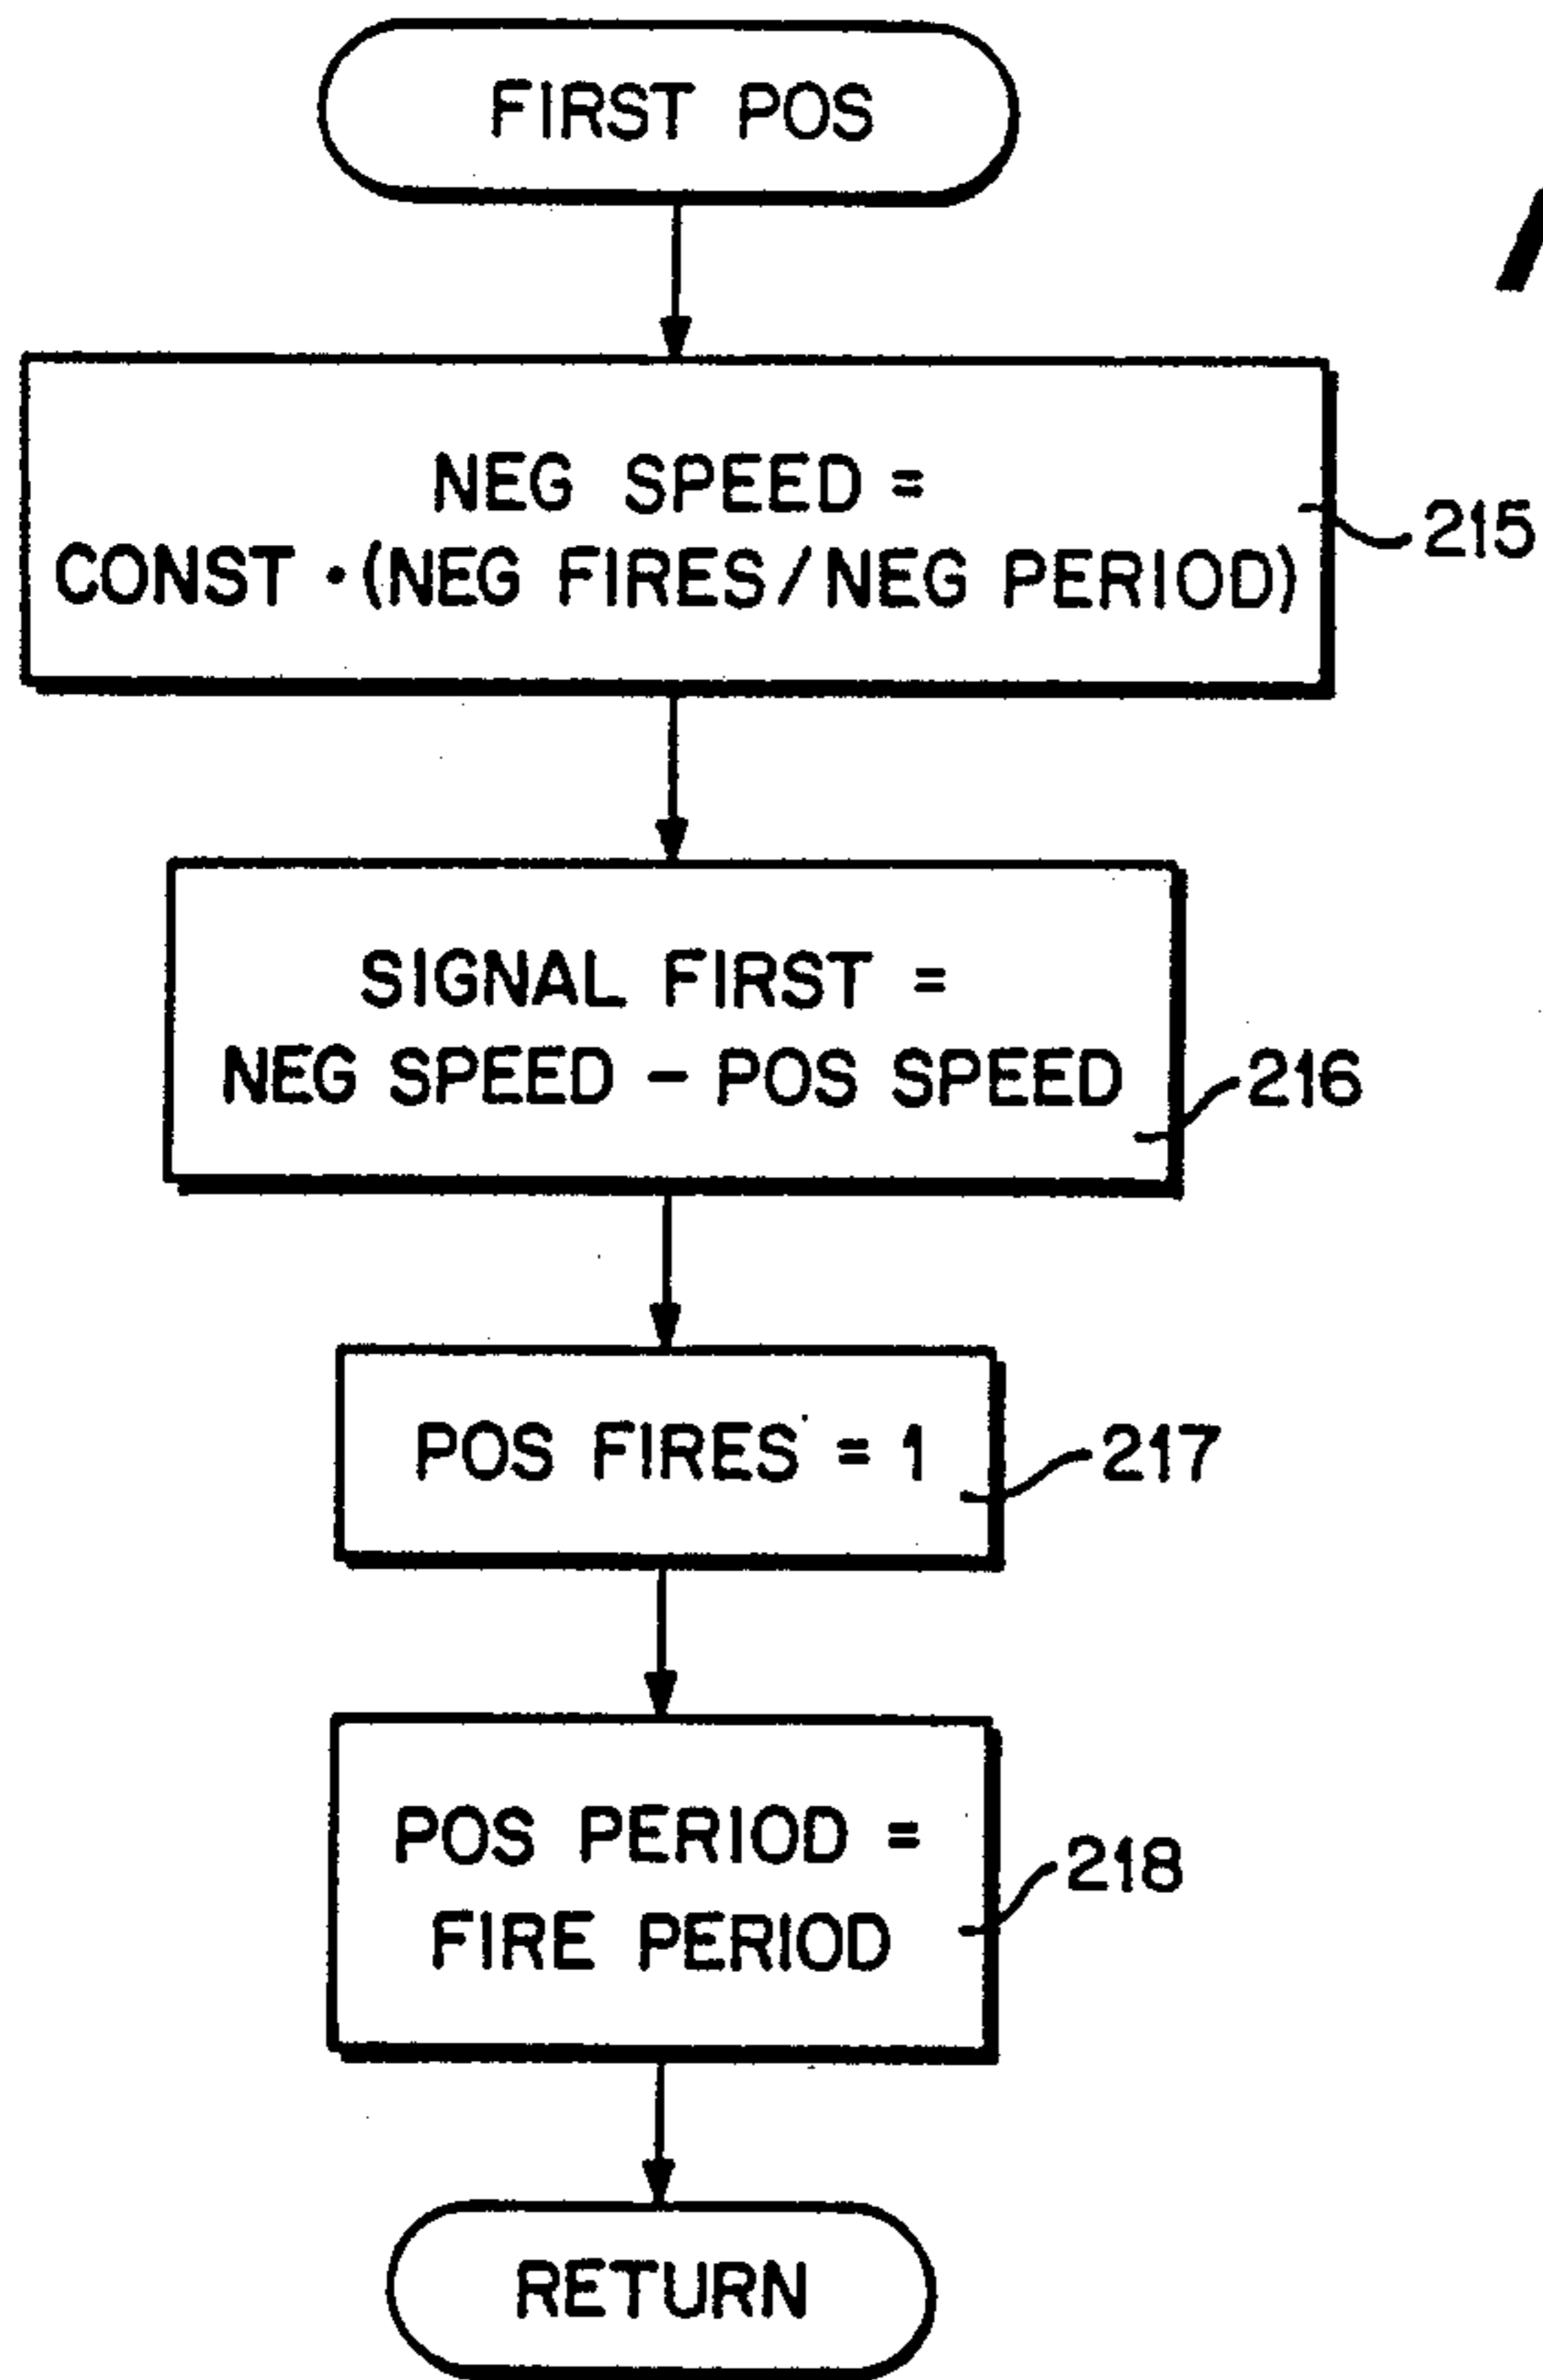 FIRST POS
NEG SPEED =
CONST • (NEG FIRES/NEG PERIOD)
215
SIGNAL FIRST =
NEG SPEED - POS SPEED
216
POS FIRES = 1
217
POS PERIOD =
FIRE PERIOD
218
RETURN